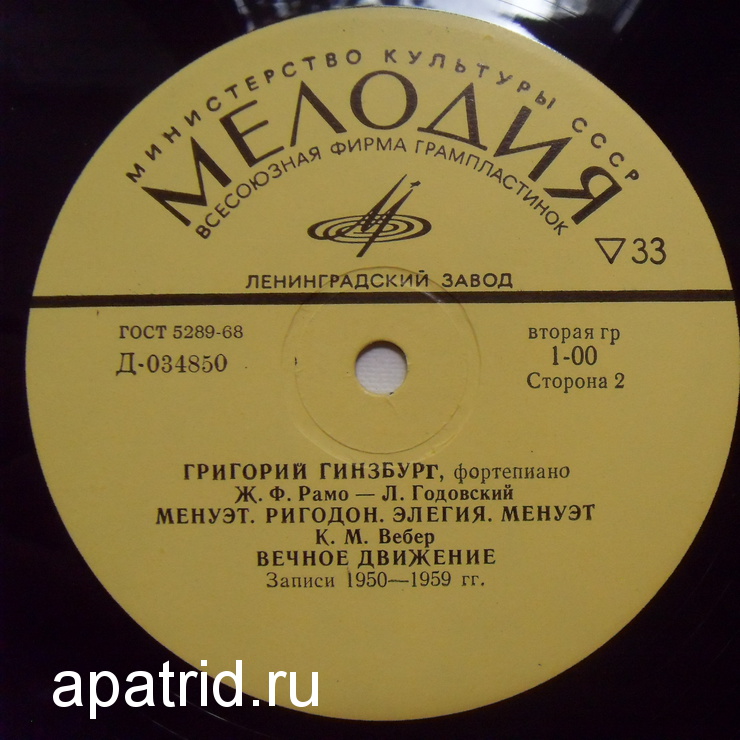 МИНИСТЕРСТВО КУЛЬТУРЫ СССР
МЕЛОДИЯ
ВСЕСОЮЗНАЯ ФИРМА ГРАМПЛАСТИНОК
▽33
ЛЕНИНГРАДСКИЙ ЗАВОД
ГОСТ 5289-68
Д-034850
вторая гр
1-00
Сторона 2
ГРИГОРИЙ ГИНЗБУРГ, фортепиано
Ж. Ф. Рамо — Л. Годовский
МЕНУЭТ. РИГОДОН. ЭЛЕГИЯ. МЕНУЭТ
К. М. Вебер
ВЕЧНОЕ ДВИЖЕНИЕ
Записи 1950—1959 гг.
apatrid.ru